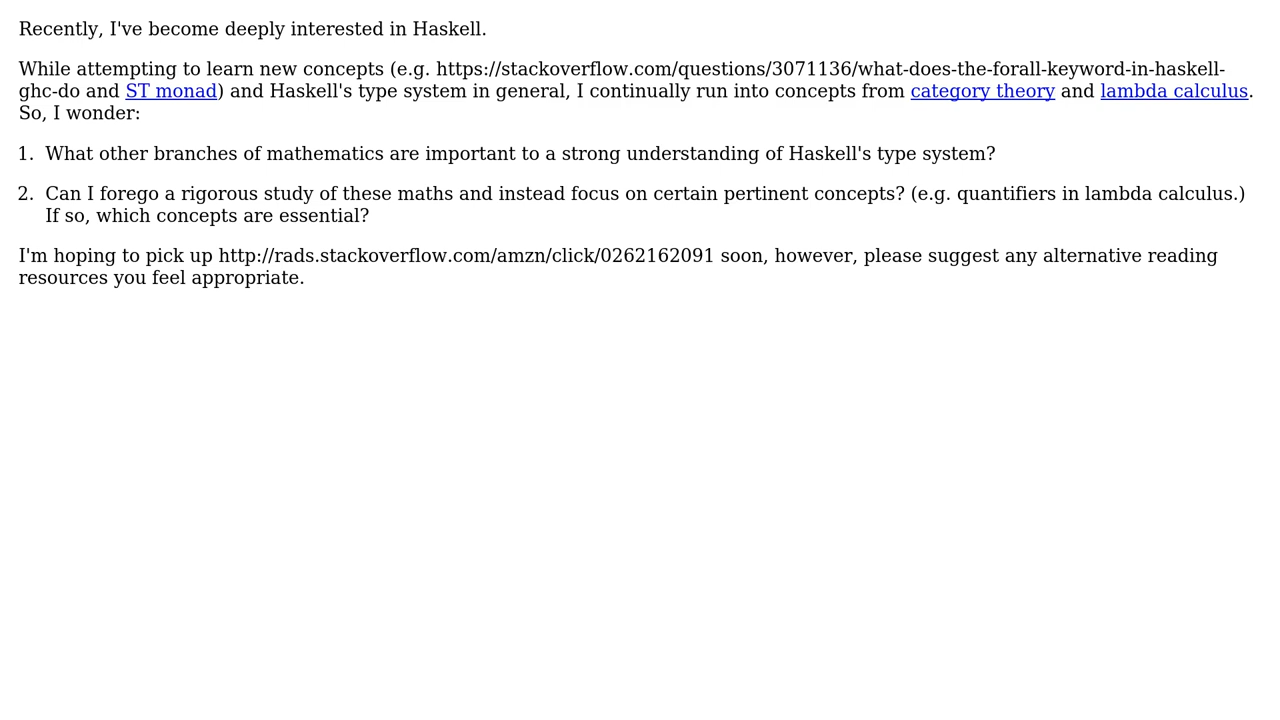 Recently, I've become deeply interested in Haskell.
While attempting to learn new concepts (e.g. https://stackoverflow.com/questions/3071136/what-does-the-forall-keyword-in-haskell-
ghc-do and ST monad) and Haskell's type system in general, I continually run into concepts from category theory and lambda calculus.
So, I wonder:
1. What other branches of mathematics are important to a strong understanding of Haskell's type system?
2. Can I forego a rigorous study of these maths and instead focus on certain pertinent concepts? (e.g. quantifiers in lambda calculus.)
If so, which concepts are essential?
I'm hoping to pick up http://rads.stackoverflow.com/amzn/click/0262162091 soon, however, please suggest any alternative reading
resources you feel appropriate.